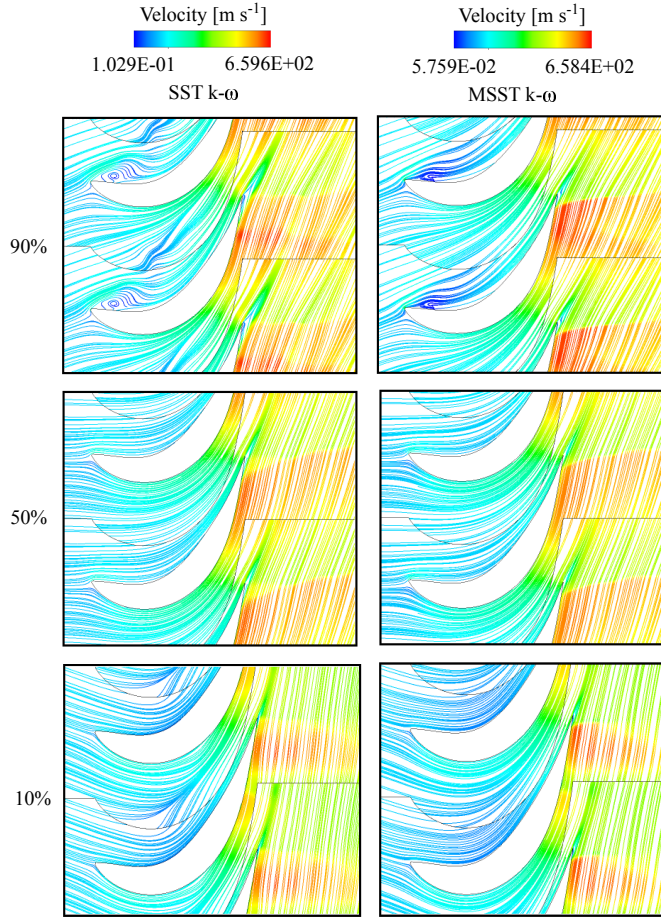 Velocity [m s⁻¹] Velocity [m s⁻¹]
1.029E-01 6.596E+02 5.759E-02 6.584E+02
SST k-ω MSST k-ω
90%
50%
10%